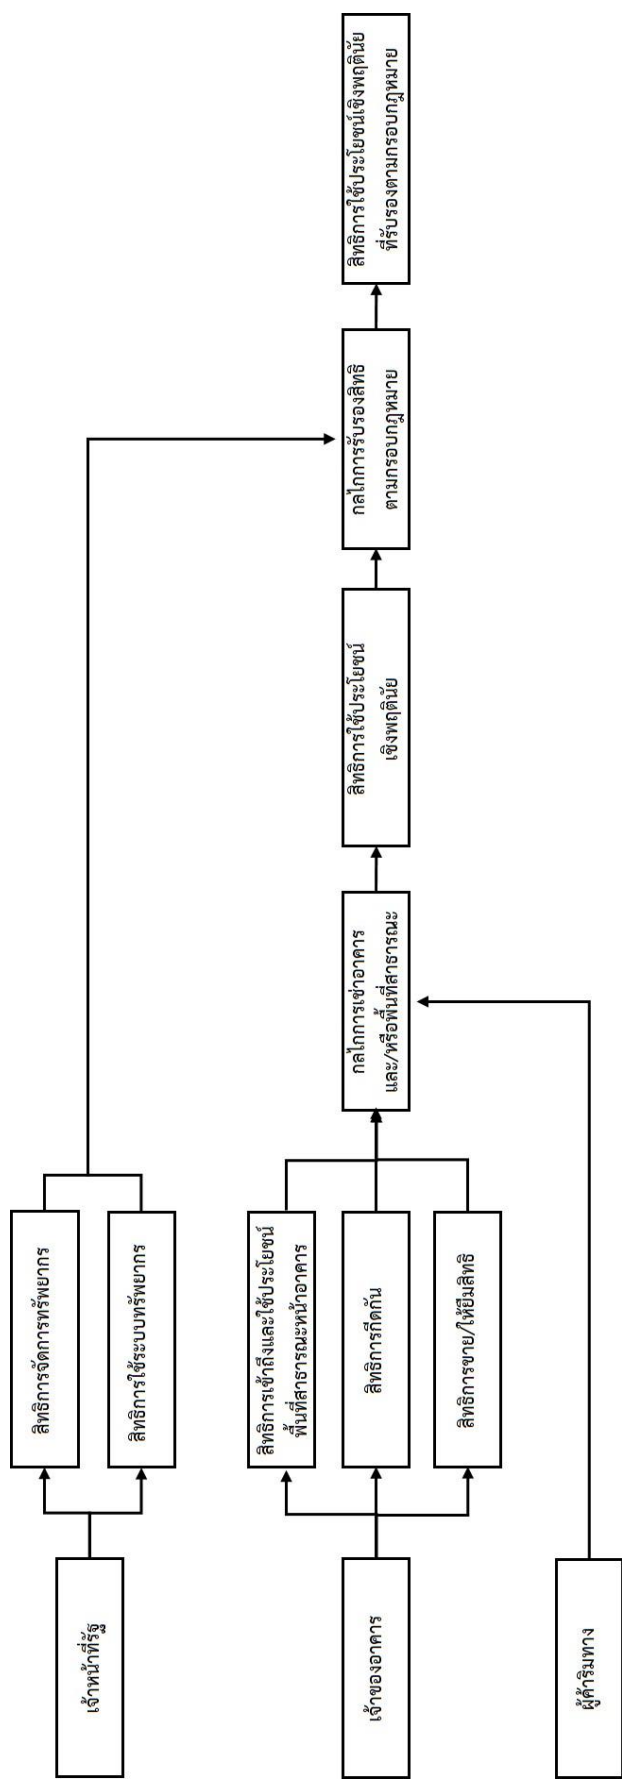 เจ้าหน้าที่รัฐ
สิทธิการจัดการทรัพยากร
สิทธิการใช้ระบบทรัพยากร
เจ้าของอาคาร
สิทธิการเข้าถึงและใช้ประโยชน์
พื้นที่สาธารณะหน้าอาคาร
สิทธิการกีดกัน
สิทธิการขาย/ให้ยืมสิทธิ
ผู้ค้าริมทาง
กลไกการเช่าอาคาร
และ/หรือพื้นที่สาธารณะ
สิทธิการใช้ประโยชน์
เชิงพฤตินัย
กลไกการรับรองสิทธิ
ตามกรอบกฎหมาย
สิทธิการใช้ประโยชน์เชิงพฤตินัย
ที่รับรองตามกรอบกฎหมาย